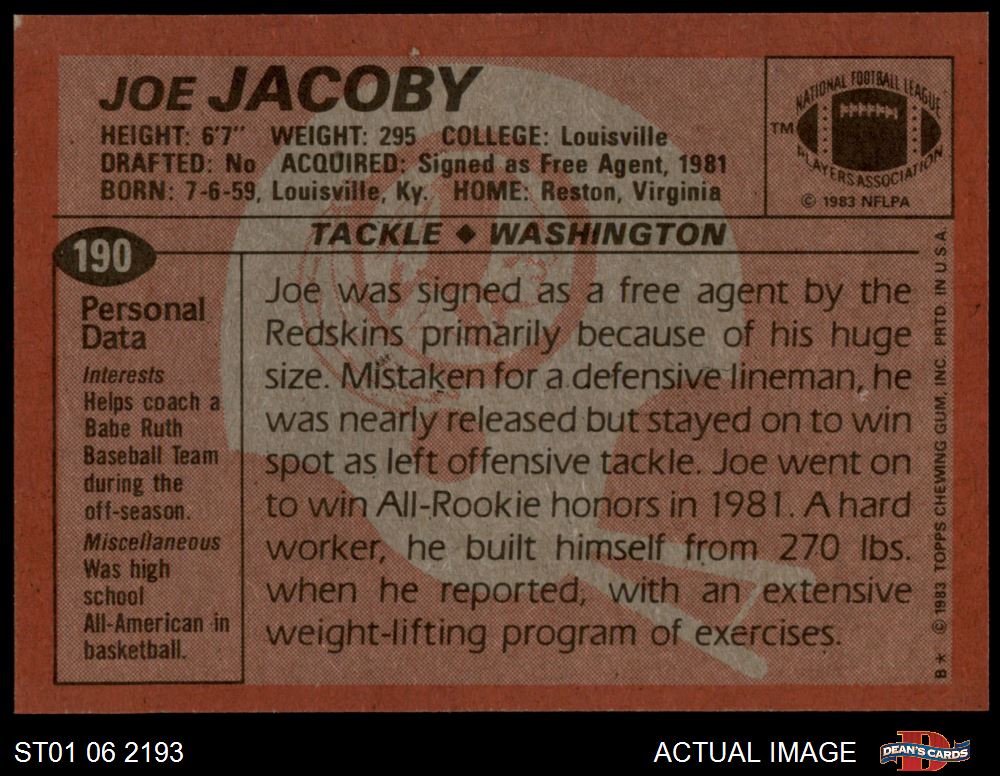 JOE JACOBY
HEIGHT: 6'7" WEIGHT: 295 COLLEGE: Louisville
DRAFTED: No ACQUIRED: Signed as Free Agent, 1981
BORN: 7-6-59, Louisville, Ky. HOME: Reston, Virginia
NATIONAL FOOTBALL LEAGUE
TM
PLAYERS ASSOCIATION
© 1983 NFLPA
TACKLE ◆ WASHINGTON
190
Personal
Data
Interests
Helps coach a
Babe Ruth
Baseball Team
during the
off-season.
Miscellaneous
Was high
school
All-American in
basketball.
Joe was signed as a free agent by the
Redskins primarily because of his huge
size. Mistaken for a defensive lineman, he
was nearly released but stayed on to win
spot as left offensive tackle. Joe went on
to win All-Rookie honors in 1981. A hard
worker, he built himself from 270 lbs.
when he reported, with an extensive
weight-lifting program of exercises.
B* © 1983 TOPPS CHEWING GUM, INC. PRTD IN U.S.A.
ST01 06 2193
ACTUAL IMAGE
DEAN'S CARDS